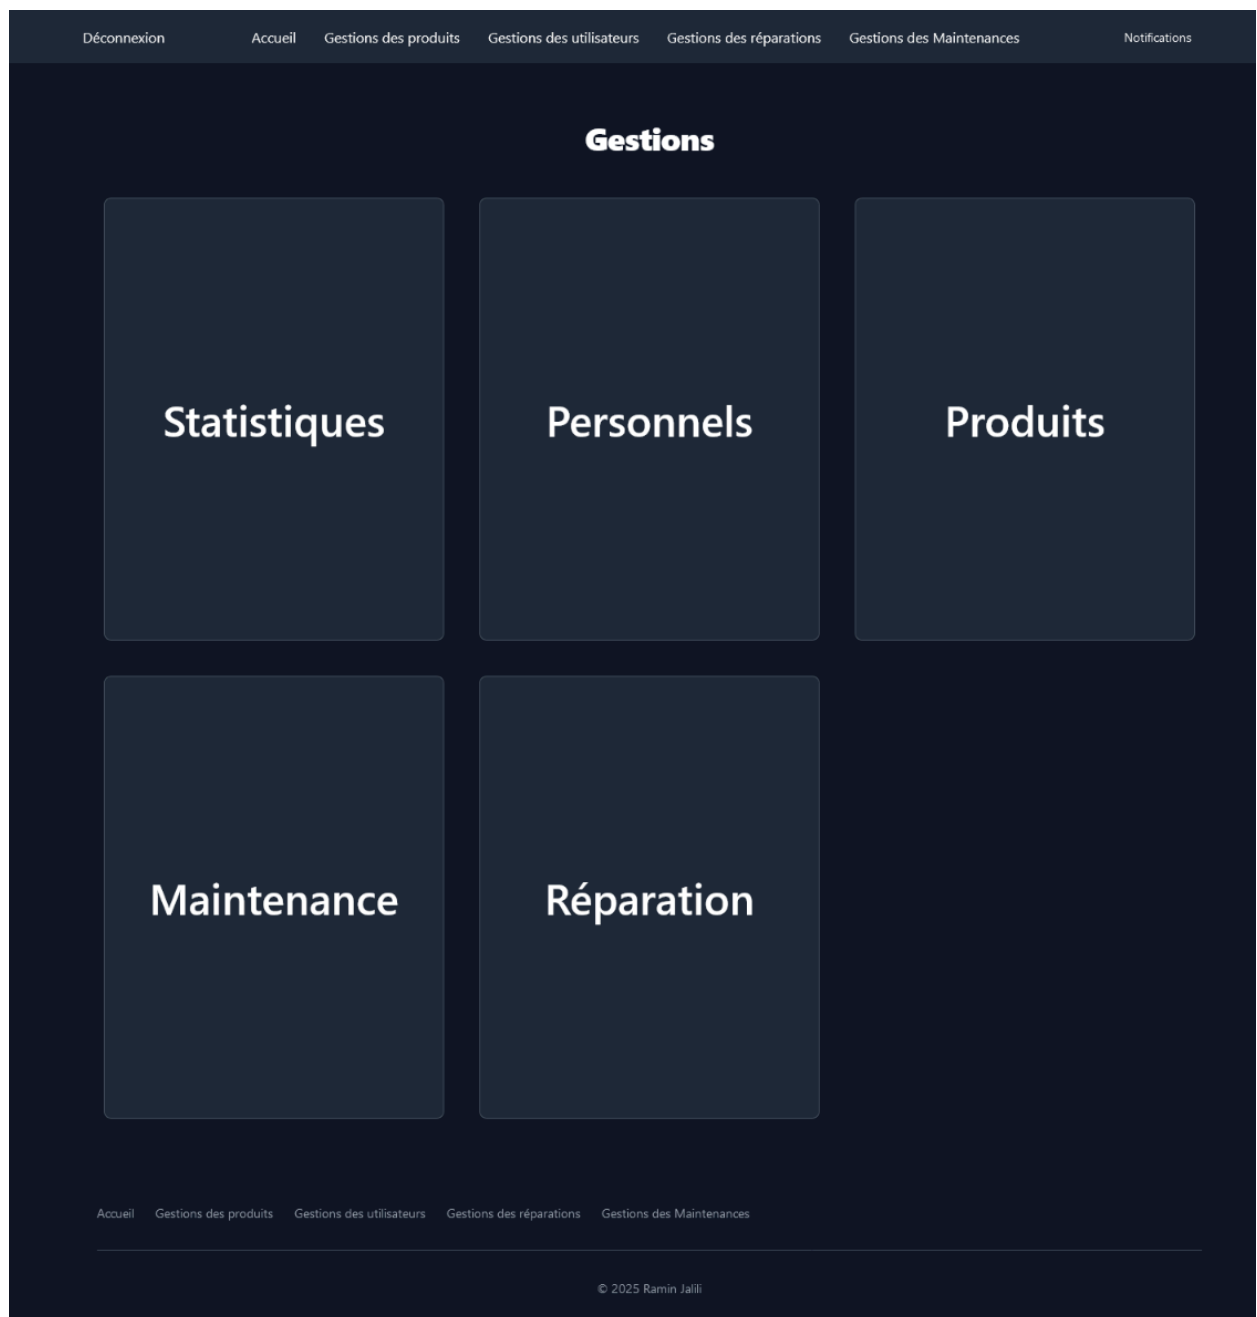 Déconnexion Accueil Gestions des produits Gestions des utilisateurs Gestions des réparations Gestions des Maintenances Notifications
Gestions
Statistiques Personnels Produits
Maintenance Réparation
Accueil Gestions des produits Gestions des utilisateurs Gestions des réparations Gestions des Maintenances
© 2025 Ramin Jalili